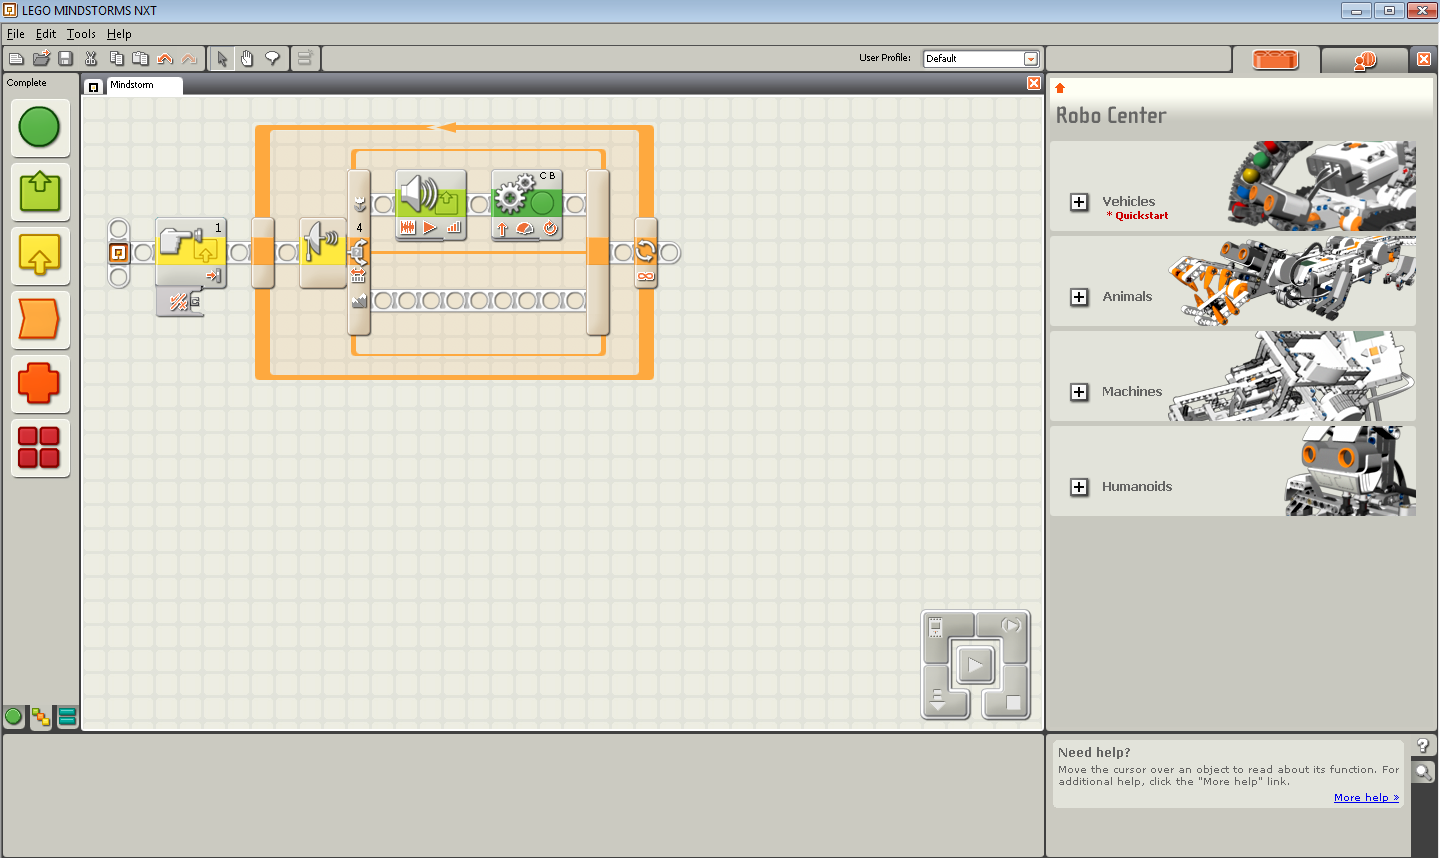 LEGO MINDSTORMS NXT
File Edit Tools Help
User Profile: Default
Complete
Mindstorm
C B
1
4
Robo Center
Vehicles
* Quickstart
Animals
Machines
Humanoids
Need help?
Move the cursor over an object to read about its function. For
additional help, click the "More help" link.
More help »